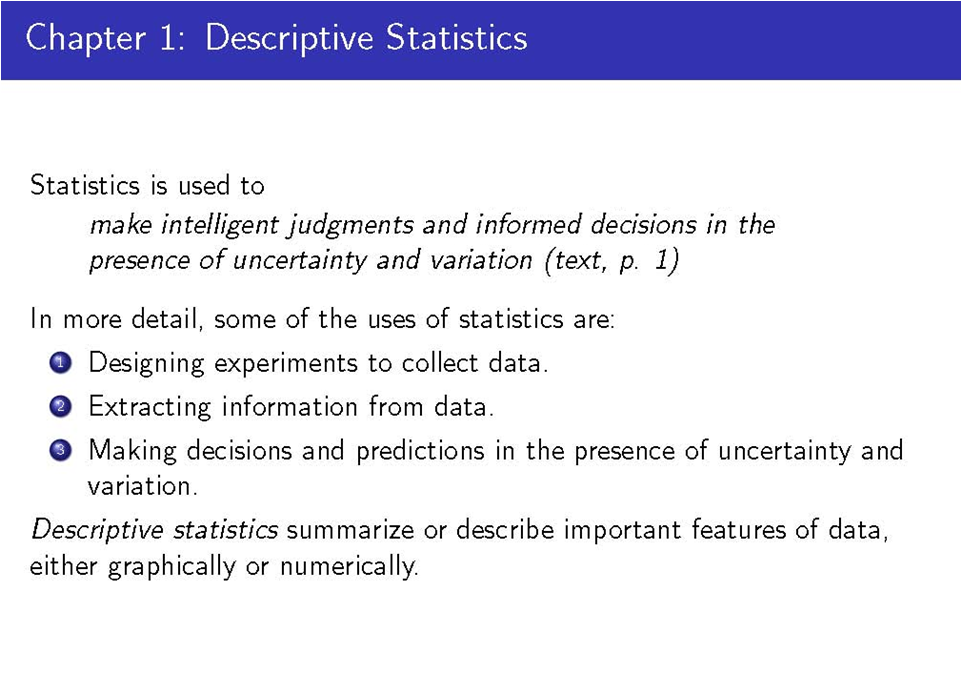 Chapter 1: Descriptive Statistics
Statistics is used to
make intelligent judgments and informed decisions in the
presence of uncertainty and variation (text, p. 1)
In more detail, some of the uses of statistics are:
1 Designing experiments to collect data.
2 Extracting information from data.
3 Making decisions and predictions in the presence of uncertainty and
variation.
Descriptive statistics summarize or describe important features of data,
either graphically or numerically.